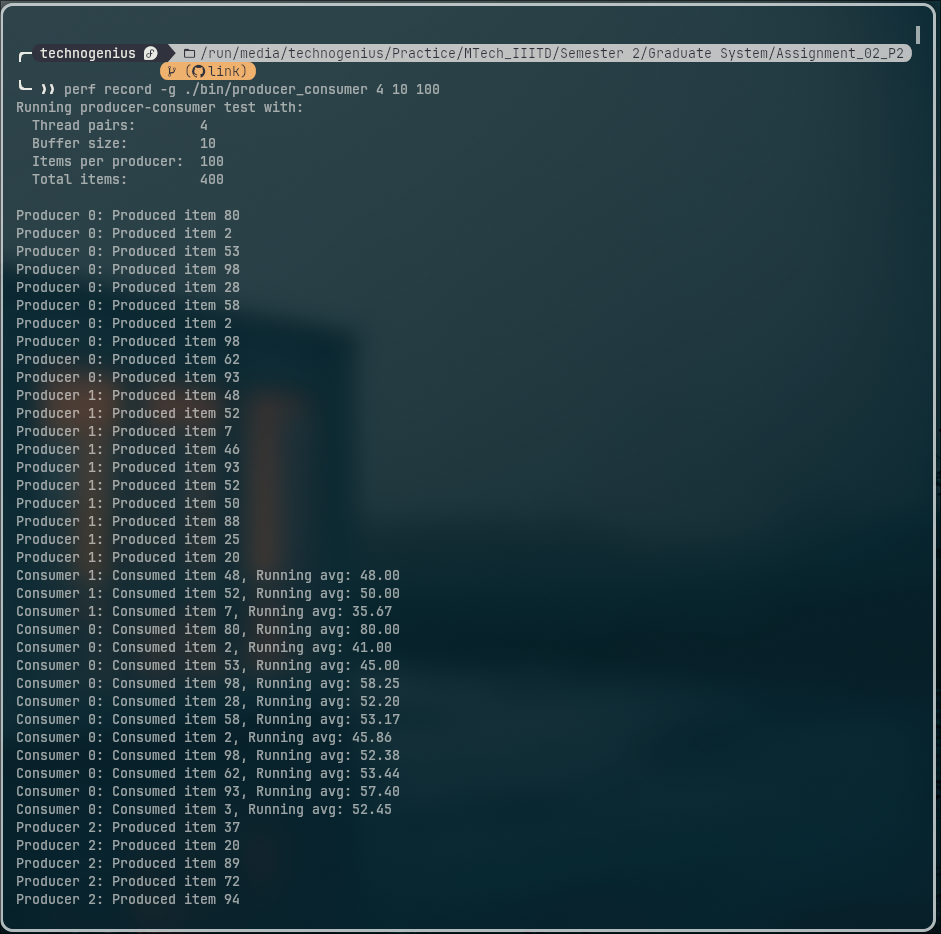 technogenius /run/media/technogenius/Practice/MTech_IIITD/Semester 2/Graduate System/Assignment_02_P2
(link)
❯❯ perf record -g ./bin/producer_consumer 4 10 100
Running producer-consumer test with:
Thread pairs: 4
Buffer size: 10
Items per producer: 100
Total items: 400
Producer 0: Produced item 80
Producer 0: Produced item 2
Producer 0: Produced item 53
Producer 0: Produced item 98
Producer 0: Produced item 28
Producer 0: Produced item 58
Producer 0: Produced item 2
Producer 0: Produced item 98
Producer 0: Produced item 62
Producer 0: Produced item 93
Producer 1: Produced item 48
Producer 1: Produced item 52
Producer 1: Produced item 7
Producer 1: Produced item 46
Producer 1: Produced item 93
Producer 1: Produced item 52
Producer 1: Produced item 50
Producer 1: Produced item 88
Producer 1: Produced item 25
Producer 1: Produced item 20
Consumer 1: Consumed item 48, Running avg: 48.00
Consumer 1: Consumed item 52, Running avg: 50.00
Consumer 1: Consumed item 7, Running avg: 35.67
Consumer 0: Consumed item 80, Running avg: 80.00
Consumer 0: Consumed item 2, Running avg: 41.00
Consumer 0: Consumed item 53, Running avg: 45.00
Consumer 0: Consumed item 98, Running avg: 58.25
Consumer 0: Consumed item 28, Running avg: 52.20
Consumer 0: Consumed item 58, Running avg: 53.17
Consumer 0: Consumed item 2, Running avg: 45.86
Consumer 0: Consumed item 98, Running avg: 52.38
Consumer 0: Consumed item 62, Running avg: 53.44
Consumer 0: Consumed item 93, Running avg: 57.40
Consumer 0: Consumed item 3, Running avg: 52.45
Producer 2: Produced item 37
Producer 2: Produced item 20
Producer 2: Produced item 89
Producer 2: Produced item 72
Producer 2: Produced item 94